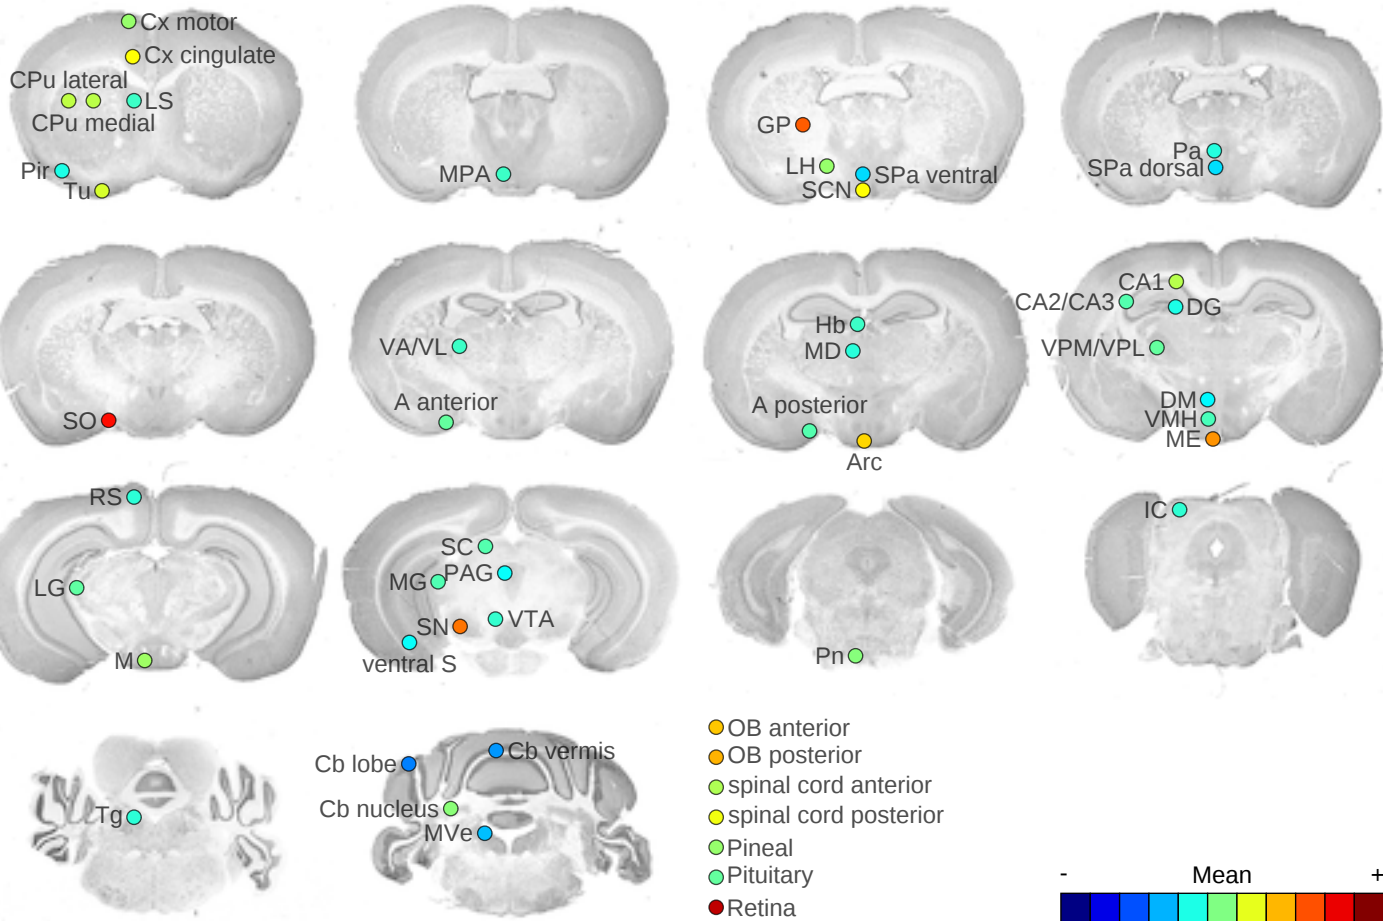 Cx motor
Cx cingulate
CPu lateral
LS
CPu medial
Pir
Tu
MPA
GP
LH
SPa ventral
SCN
Pa
SPa dorsal
SO
VA/VL
A anterior
Hb
MD
A posterior
Arc
CA1
CA2/CA3
DG
VPM/VPL
DM
VMH
ME
RS
LG
M
SC
MG
PAG
SN
VTA
ventral S
Pn
IC
Tg
Cb lobe
Cb vermis
Cb nucleus
MVe
OB anterior
OB posterior
spinal cord anterior
spinal cord posterior
Pineal
Pituitary
Retina
- Mean +